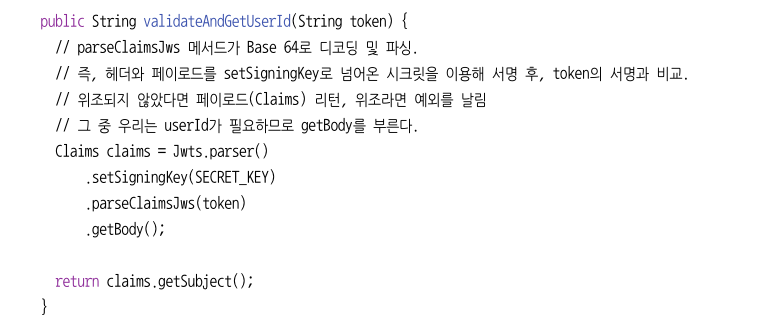 public String validateAndGetUserId(String token) {
// parseClaimsJws 메서드가 Base 64로 디코딩 및 파싱.
// 즉, 헤더와 페이로드를 setSigningKey로 넘어온 시크릿을 이용해 서명 후, token의 서명과 비교.
// 위조되지 않았다면 페이로드(Claims) 리턴, 위조라면 예외를 날림
// 그 중 우리는 userId가 필요하므로 getBody를 부른다.
Claims claims = Jwts.parser()
.setSigningKey(SECRET_KEY)
.parseClaimsJws(token)
.getBody();
return claims.getSubject();
}